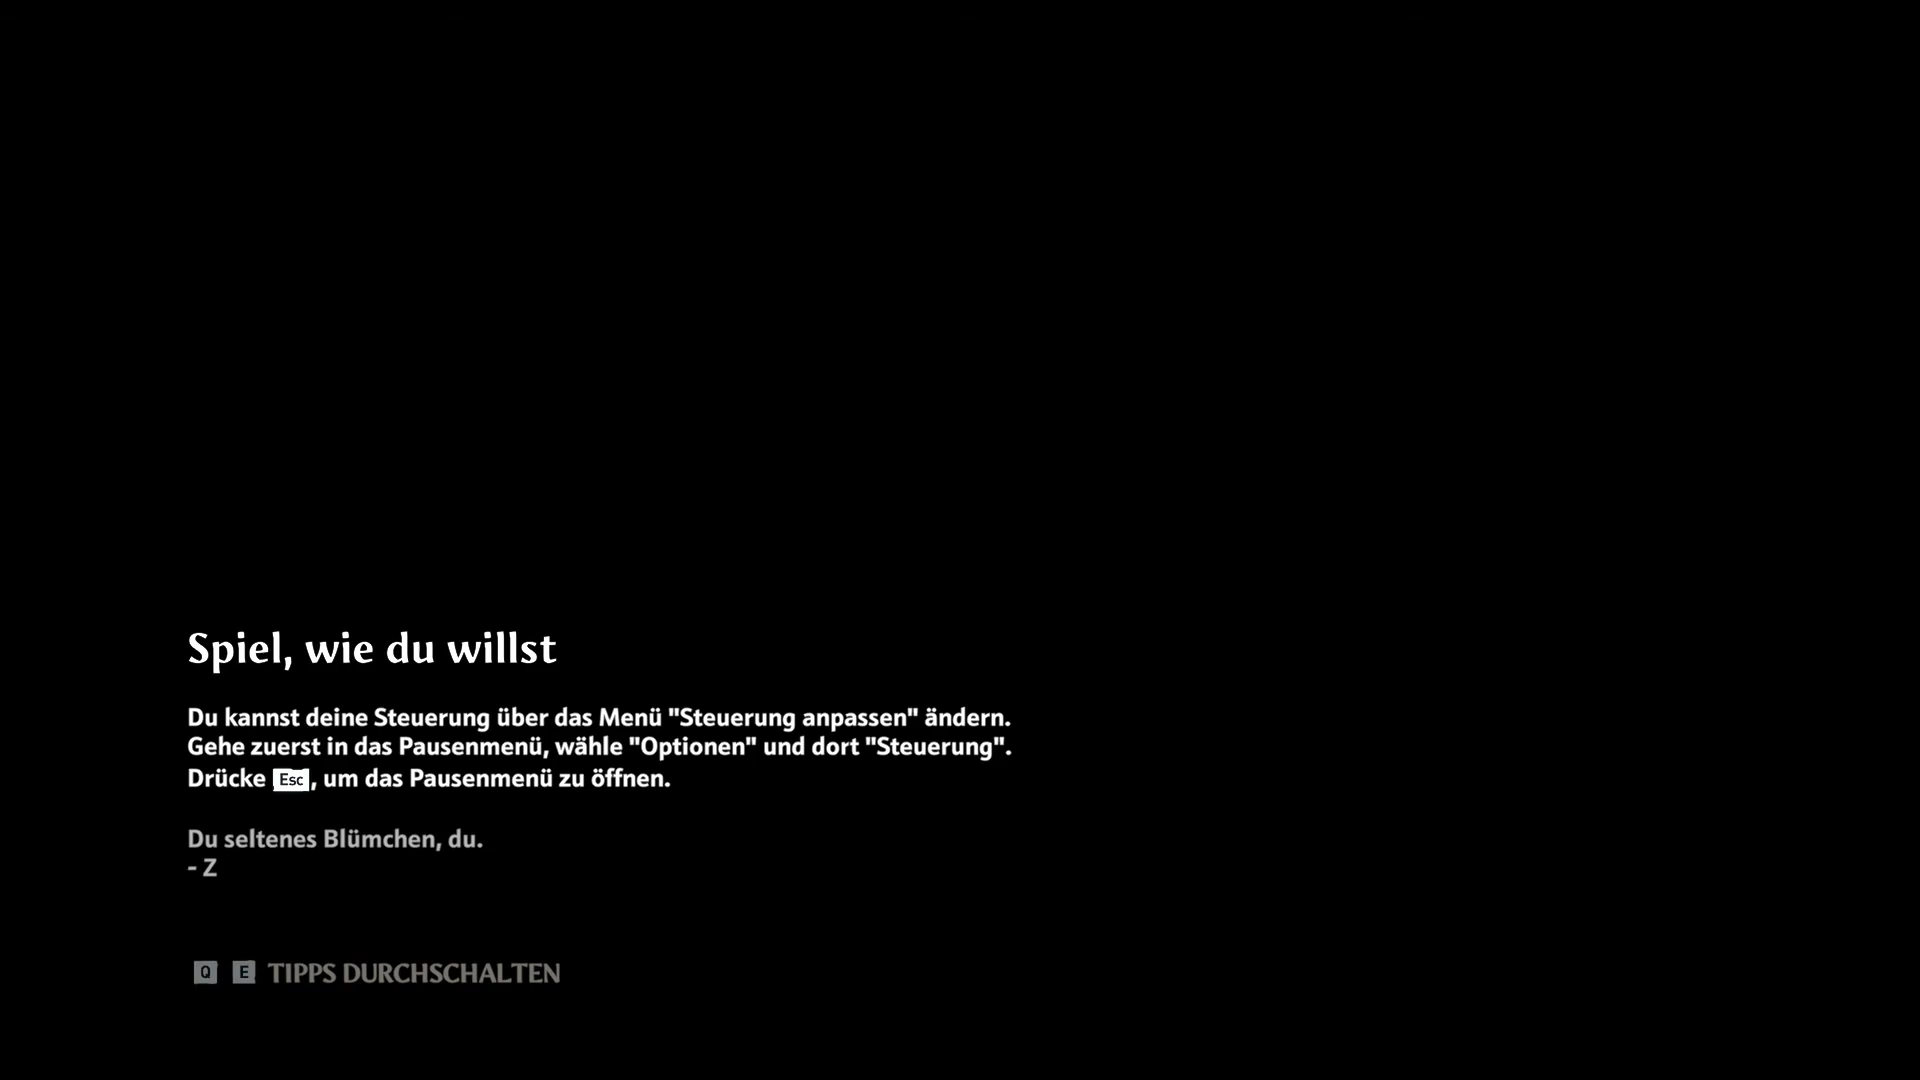 Spiel, wie du willst
Du kannst deine Steuerung über das Menü "Steuerung anpassen" ändern.
Gehe zuerst in das Pausenmenü, wähle "Optionen" und dort "Steuerung".
Drücke Esc, um das Pausenmenü zu öffnen.
Du seltenes Blümchen, du.
- Z
Q E TIPPS DURCHSCHALTEN